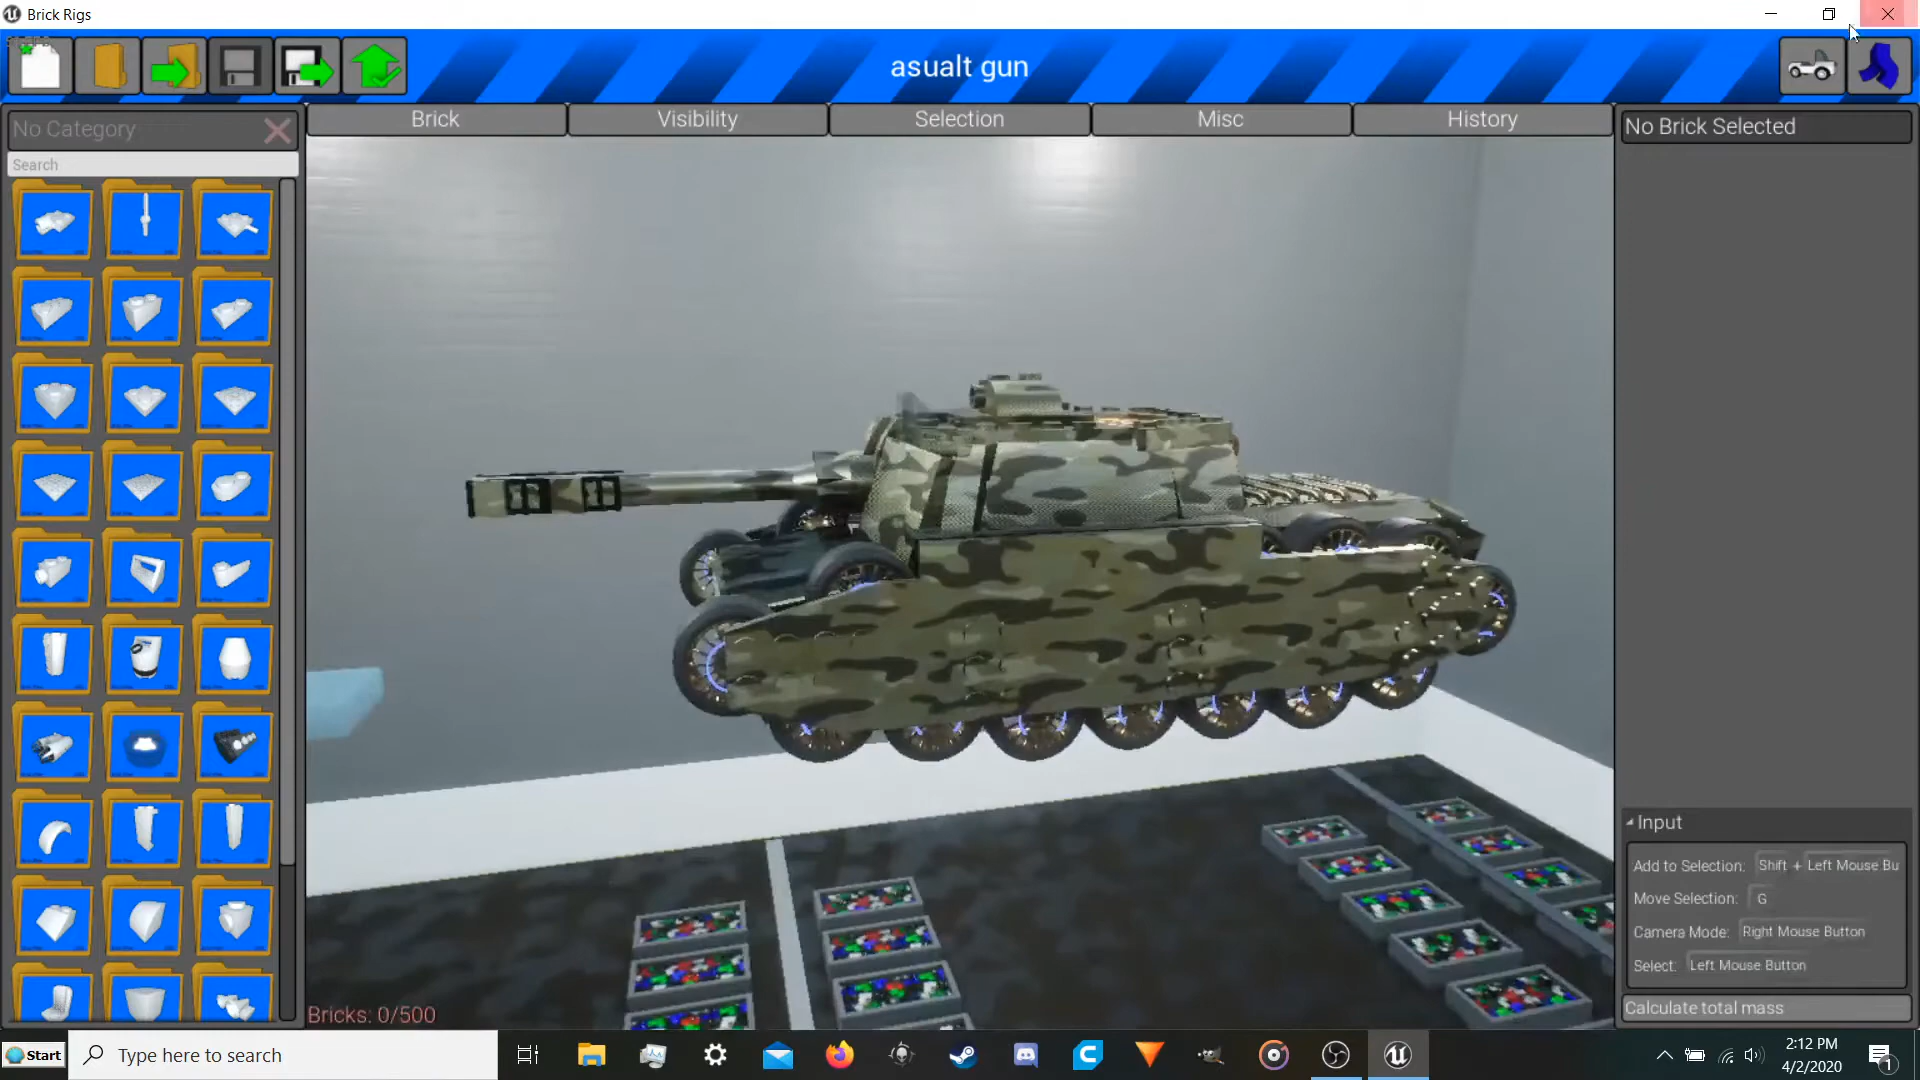 Brick Rigs
asualt gun
No Category
Search
Brick
Visibility
Selection
Misc
History
No Brick Selected
Input
Add to Selection: Shift + Left Mouse Bu
Move Selection: G
Camera Mode: Right Mouse Button
Select: Left Mouse Button
Calculate total mass
Bricks: 0/500
Start
Type here to search
2:12 PM
4/2/2020
1